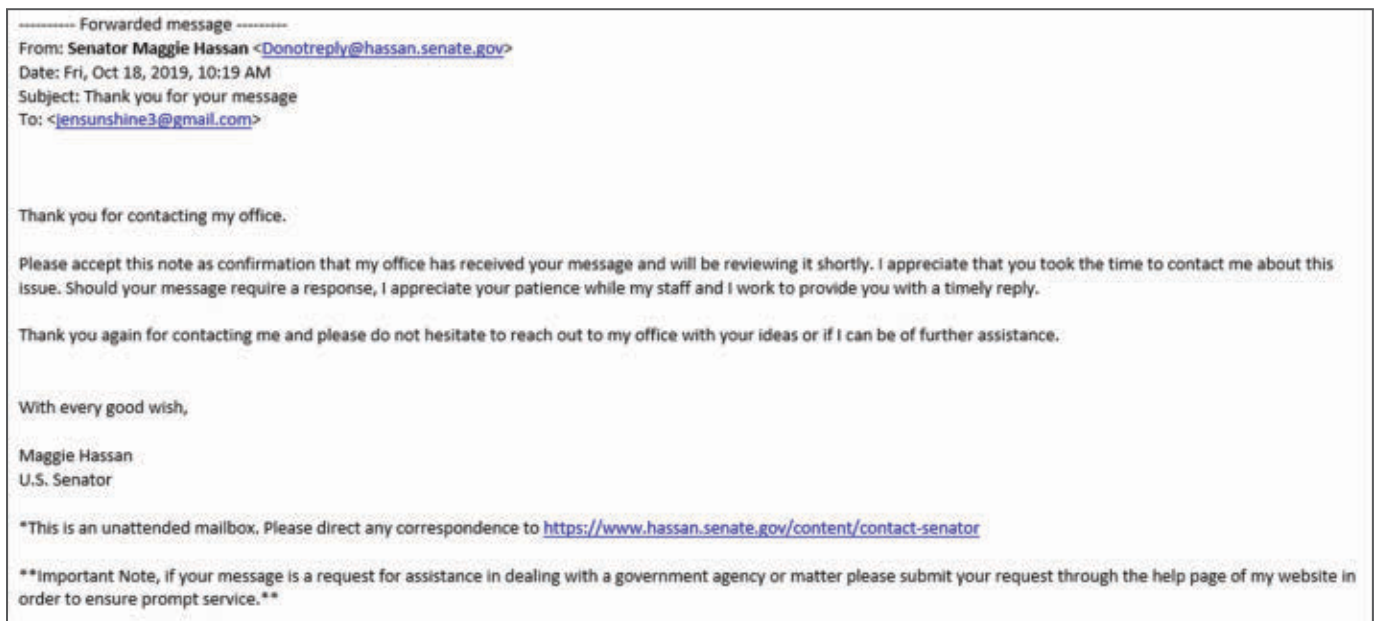 ---------- Forwarded message ---------
From: Senator Maggie Hassan <Donotreply@hassan.senate.gov>
Date: Fri, Oct 18, 2019, 10:19 AM
Subject: Thank you for your message
To: <jensunshine3@gmail.com>
Thank you for contacting my office.
Please accept this note as confirmation that my office has received your message and will be reviewing it shortly. I appreciate that you took the time to contact me about this
issue. Should your message require a response, I appreciate your patience while my staff and I work to provide you with a timely reply.
Thank you again for contacting me and please do not hesitate to reach out to my office with your ideas or if I can be of further assistance.
With every good wish,
Maggie Hassan
U.S. Senator
*This is an unattended mailbox. Please direct any correspondence to https://www.hassan.senate.gov/content/contact-senator
**Important Note, if your message is a request for assistance in dealing with a government agency or matter please submit your request through the help page of my website in
order to ensure prompt service.**